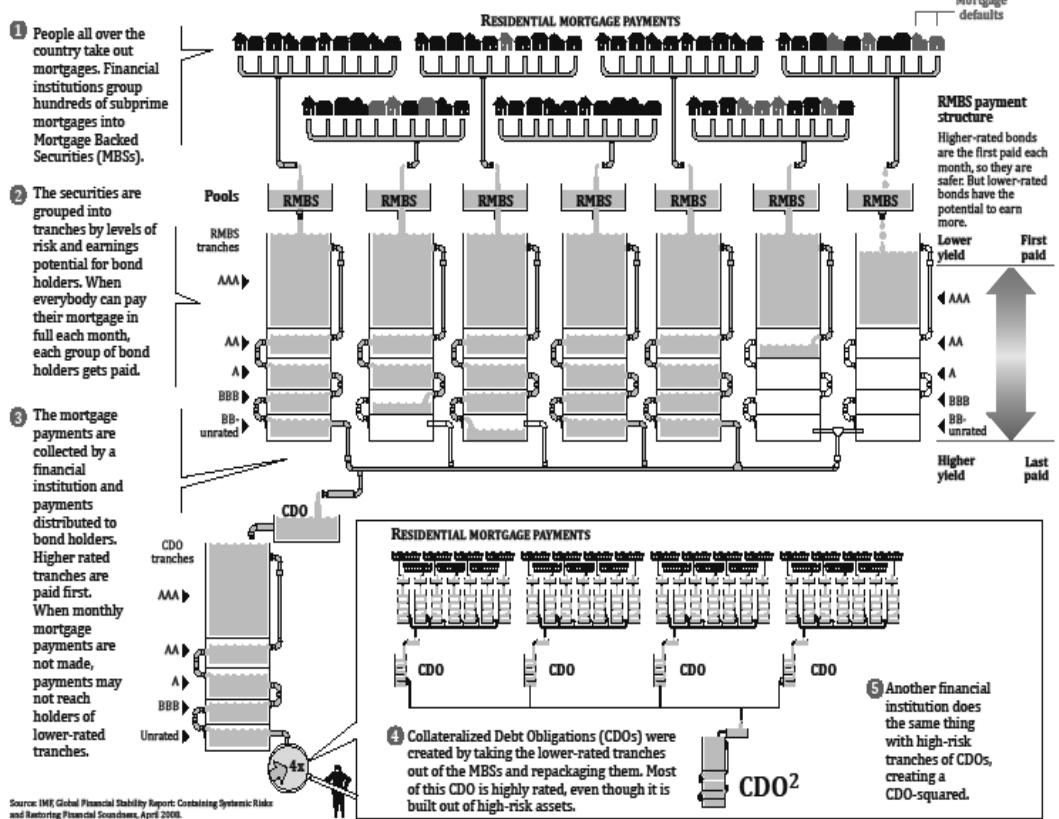 RESIDENTIAL MORTGAGE PAYMENTS
Mortgage
defaults
1 People all over the
country take out
mortgages. Financial
institutions group
hundreds of subprime
mortgages into
Mortgage Backed
Securities (MBSs).
2 The securities are
grouped into
tranches by levels of
risk and earnings
potential for bond
holders. When
everybody can pay
their mortgage in
full each month,
each group of bond
holders gets paid.
3 The mortgage
payments are
collected by a
financial
institution and
payments
distributed to
bond holders.
Higher rated
tranches are
paid first.
When monthly
mortgage
payments are
not made,
payments may
not reach
holders of
lower-rated
tranches.
Pools
RMBS
RMBS
RMBS
RMBS
RMBS
RMBS
RMBS
RMBS
tranches
AAA
AA
A
BBB
BB-
unrated
RMBS payment
structure
Higher-rated bonds
are the first paid each
month, so they are
safer. But lower-rated
bonds have the
potential to earn
more.
Lower
yield
First
paid
AAA
AA
A
BBB
BB-
unrated
Higher
yield
Last
paid
CDO
CDO
tranches
AAA
AA
A
BBB
Unrated
4x
RESIDENTIAL MORTGAGE PAYMENTS
CDO
CDO
CDO
CDO
4 Collateralized Debt Obligations (CDOs) were
created by taking the lower-rated tranches
out of the MBSs and repackaging them. Most
of this CDO is highly rated, even though it is
built out of high-risk assets.
CDO²
5 Another financial
institution does
the same thing
with high-risk
tranches of CDOs,
creating a
CDO-squared.
Source: IMF, Global Financial Stability Report: Containing Systemic Risks
and Restoring Financial Soundness, April 2008.